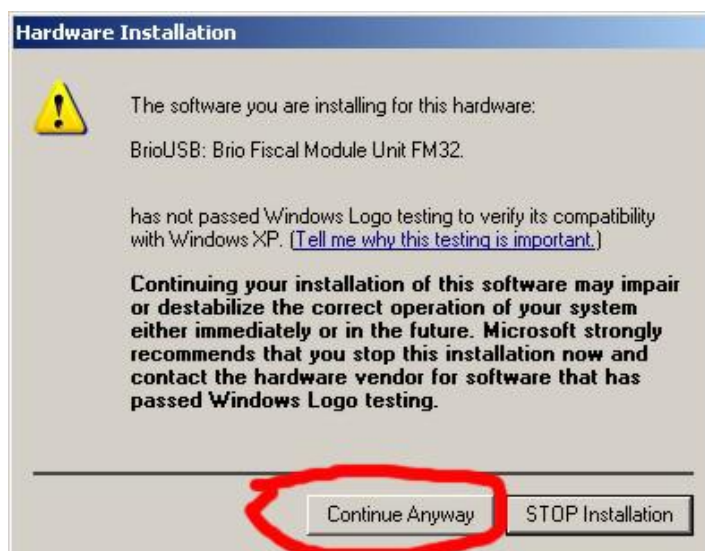 Hardware Installation
The software you are installing for this hardware:
BrioUSB: Brio Fiscal Module Unit FM32.
has not passed Windows Logo testing to verify its compatibility
with Windows XP. (Tell me why this testing is important.)
Continuing your installation of this software may impair
or destabilize the correct operation of your system
either immediately or in the future. Microsoft strongly
recommends that you stop this installation now and
contact the hardware vendor for software that has
passed Windows Logo testing.
Continue Anyway STOP Installation